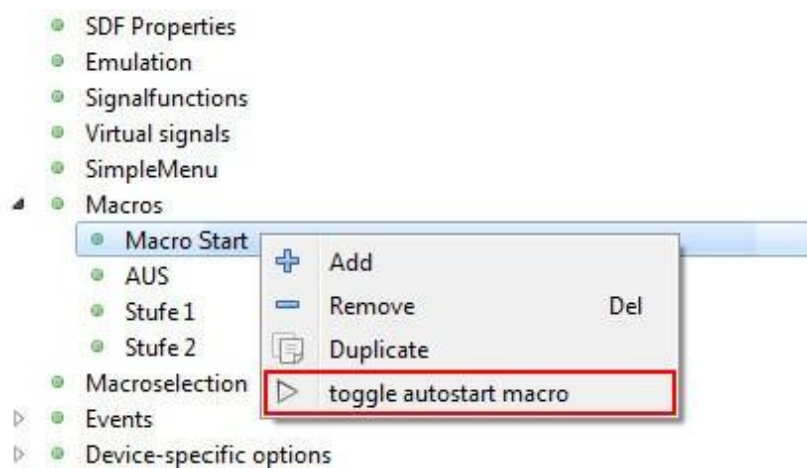 SDF Properties
Emulation
Signalfunctions
Virtual signals
SimpleMenu
Macros
Macro Start
Add
AUS
Remove Del
Stufe 1
Duplicate
Stufe 2
toggle autostart macro
Macroselection
Events
Device-specific options